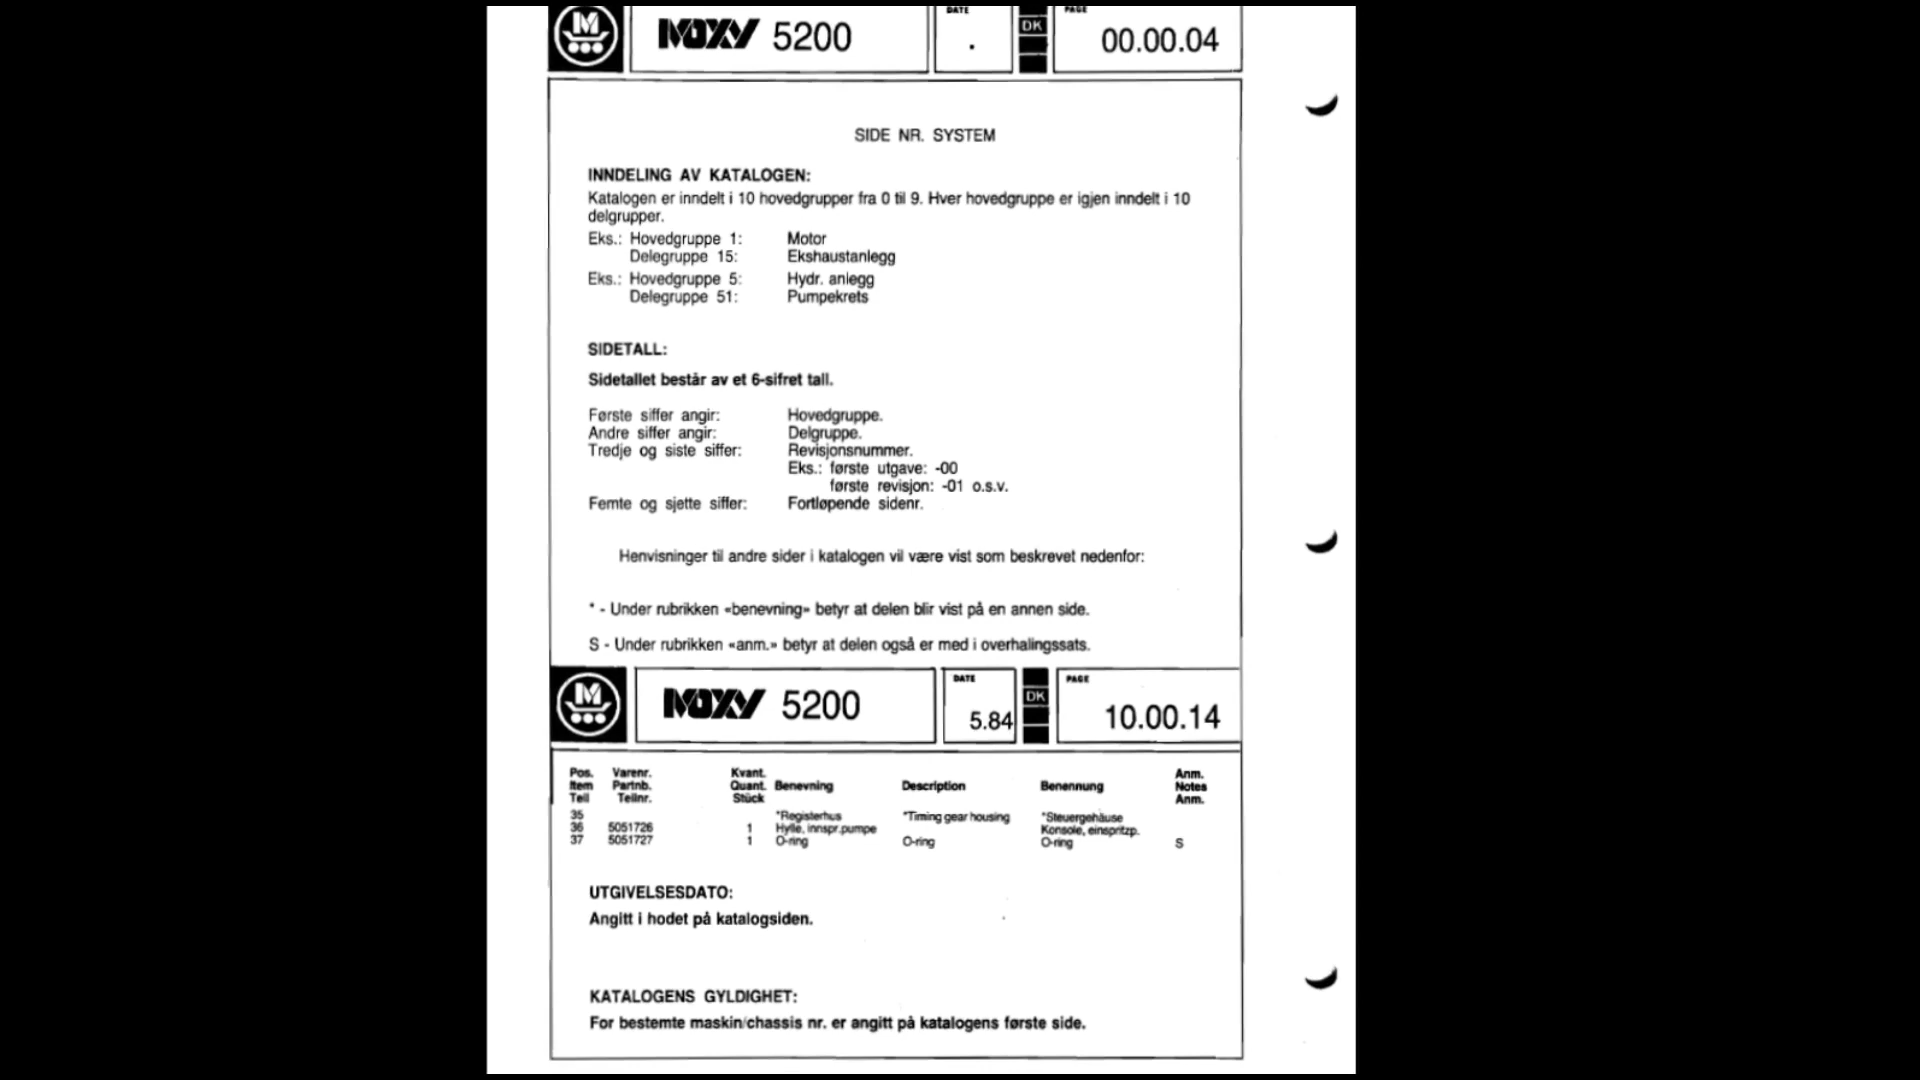 MOXY 5200 DATE . DK PAGE 00.00.04
SIDE NR. SYSTEM
INNDELING AV KATALOGEN:
Katalogen er inndelt i 10 hovedgrupper fra 0 til 9. Hver hovedgruppe er igjen inndelt i 10
delgrupper.
Eks.: Hovedgruppe 1: Motor
Delegruppe 15: Ekshaustanlegg
Eks.: Hovedgruppe 5: Hydr. anlegg
Delegruppe 51: Pumpekrets
SIDETALL:
Sidetallet består av et 6-sifret tall.
Første siffer angir: Hovedgruppe.
Andre siffer angir: Delgruppe.
Tredje og siste siffer: Revisjonsnummer.
Eks.: første utgave: -00
første revisjon: -01 o.s.v.
Femte og sjette siffer: Fortløpende sidenr.
Henvisninger til andre sider i katalogen vil være vist som beskrevet nedenfor:
* - Under rubrikken «benevning» betyr at delen blir vist på en annen side.
S - Under rubrikken «anm.» betyr at delen også er med i overhalingssats.
MOXY 5200 DATE 5.84 DK PAGE 10.00.14
Pos. Varenr. Kvant. Anm.
Item Partnb. Quant. Benevning Description Benennung Notes
Teil Teilnr. Stück Anm.
35 *Registerhus *Timing gear housing *Steuergehäuse
36 5051726 1 Hylle, innspr.pumpe Konsole, einspritzp.
37 5051727 1 O-ring O-ring O-ring S
UTGIVELSESDATO:
Angitt i hodet på katalogsiden.
KATALOGENS GYLDIGHET:
For bestemte maskin/chassis nr. er angitt på katalogens første side.